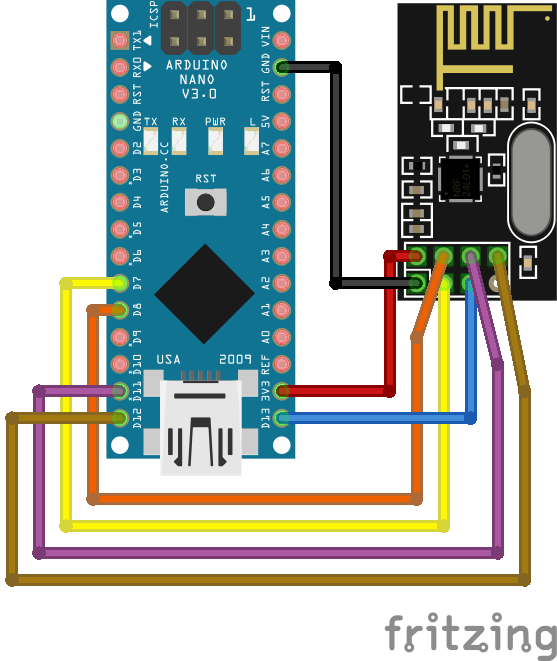 ICSP
1
ARDUINO
NANO
V3.0
TX1
RX0
RST
GND
D2
D3
D4
D5
D6
D7
D8
D9
D10
D11
D12
VIN
GND
RST
5V
A7
A6
A5
A4
A3
A2
A1
A0
REF
3V3
D13
TX RX PWR L
ARDUINO.CC
RST
USA 2009
NRF
24L01+
fritzing